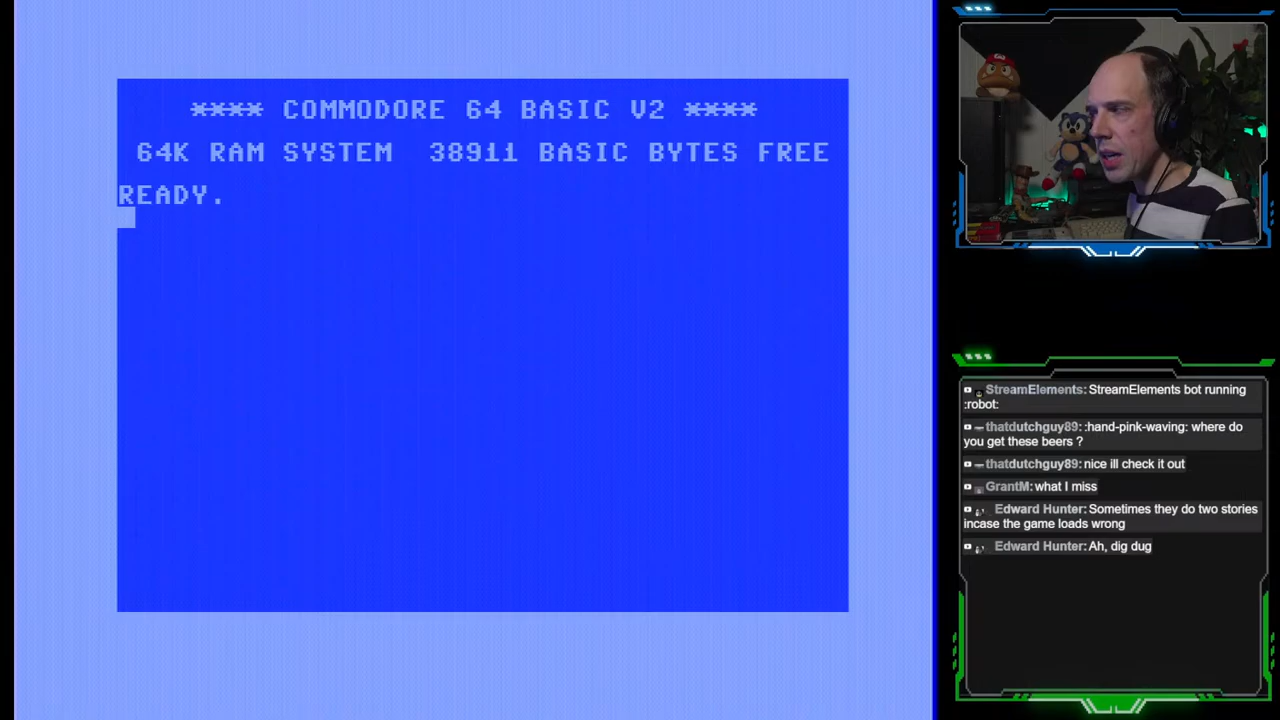 **** COMMODORE 64 BASIC V2 ****
64K RAM SYSTEM 38911 BASIC BYTES FREE
READY.
StreamElements: StreamElements bot running
:robot:
thatdutchguy89: :hand-pink-waving: where do
you get these beers ?
thatdutchguy89: nice ill check it out
GrantM: what I miss
Edward Hunter: Sometimes they do two stories
incase the game loads wrong
Edward Hunter: Ah, dig dug